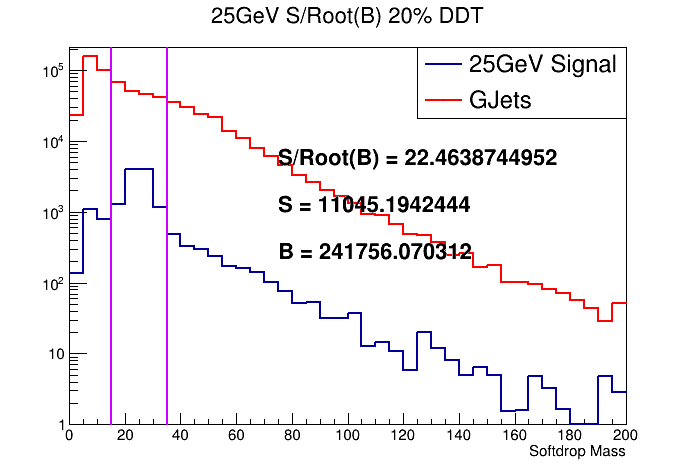 25GeV S/Root(B) 20% DDT
10^5
25GeV Signal
GJets
10^4
S/Root(B) = 22.4638744952
10^3
S = 11045.1942444
B = 241756.070312
10^2
10
1
0 20 40 60 80 100 120 140 160 180 200
Softdrop Mass